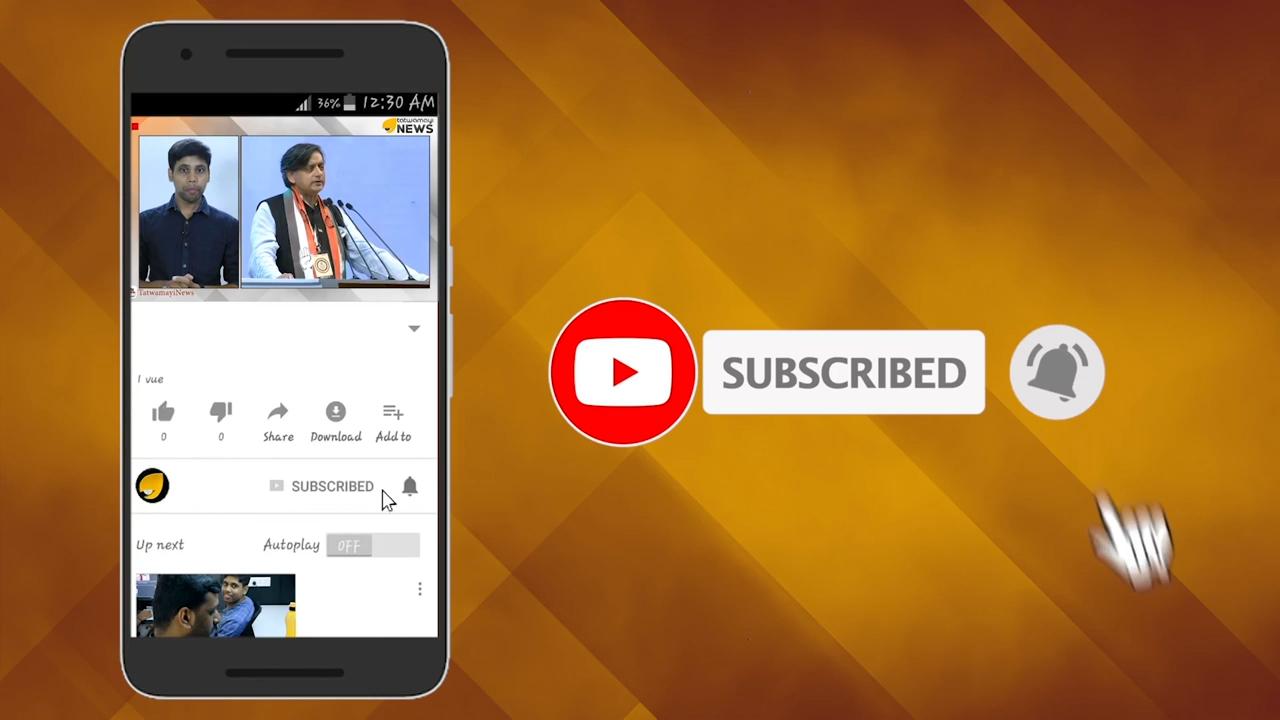 36% 12:30 AM
tatwamayi
NEWS
TatwamayiNews
1 vue
0 0 Share Download Add to
SUBSCRIBED
Up next Autoplay OFF
SUBSCRIBED